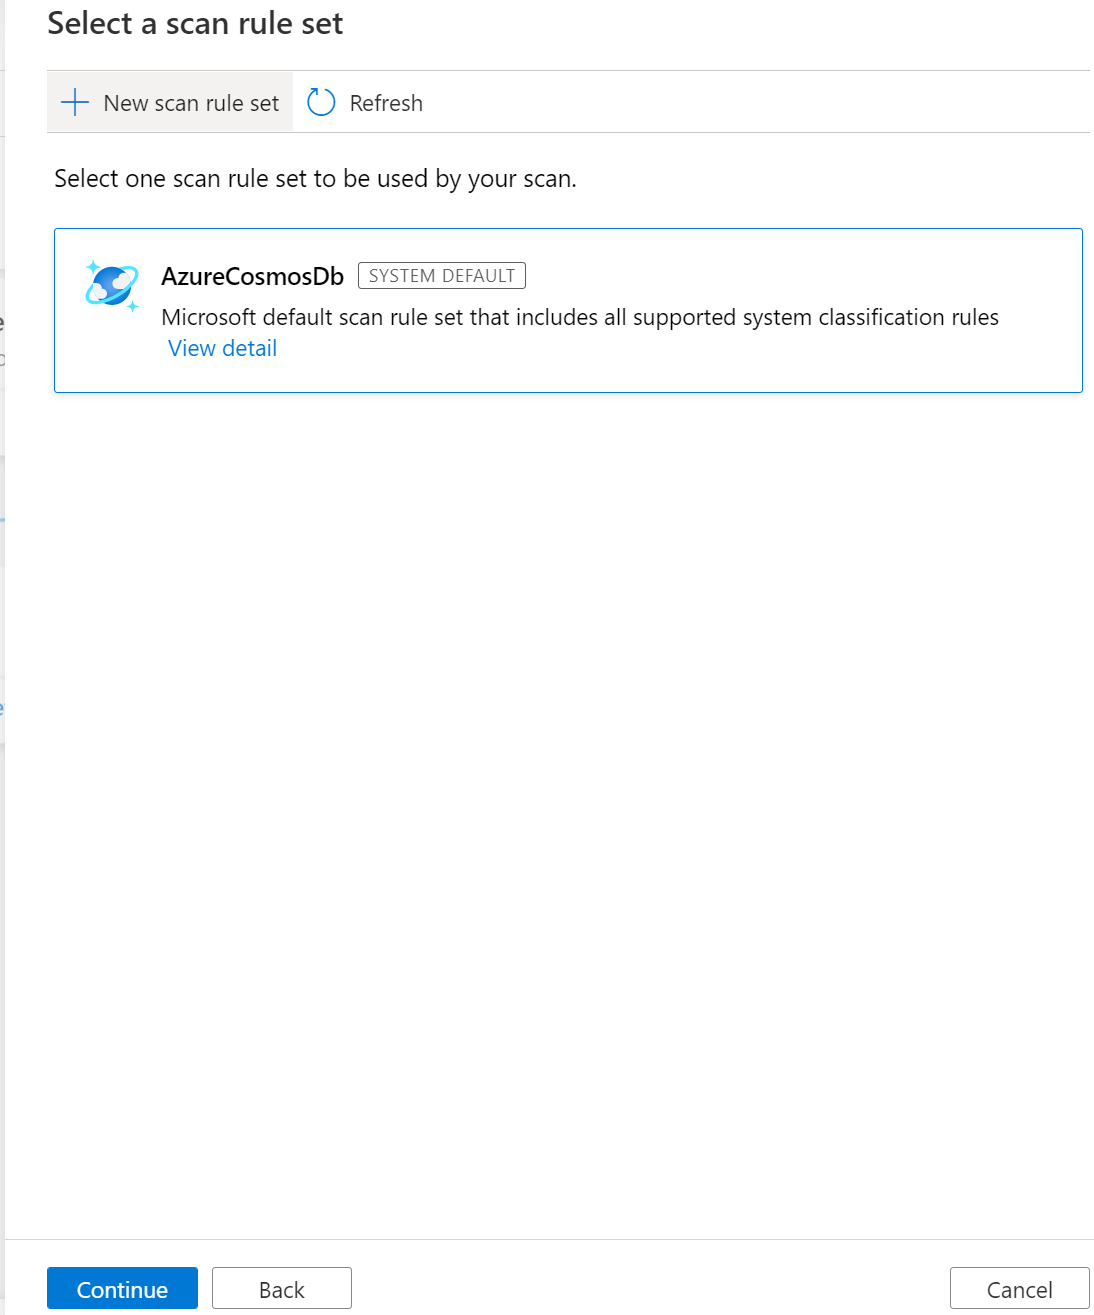 Select a scan rule set
New scan rule set Refresh
Select one scan rule set to be used by your scan.
AzureCosmosDb SYSTEM DEFAULT
Microsoft default scan rule set that includes all supported system classification rules
View detail
Continue Back Cancel